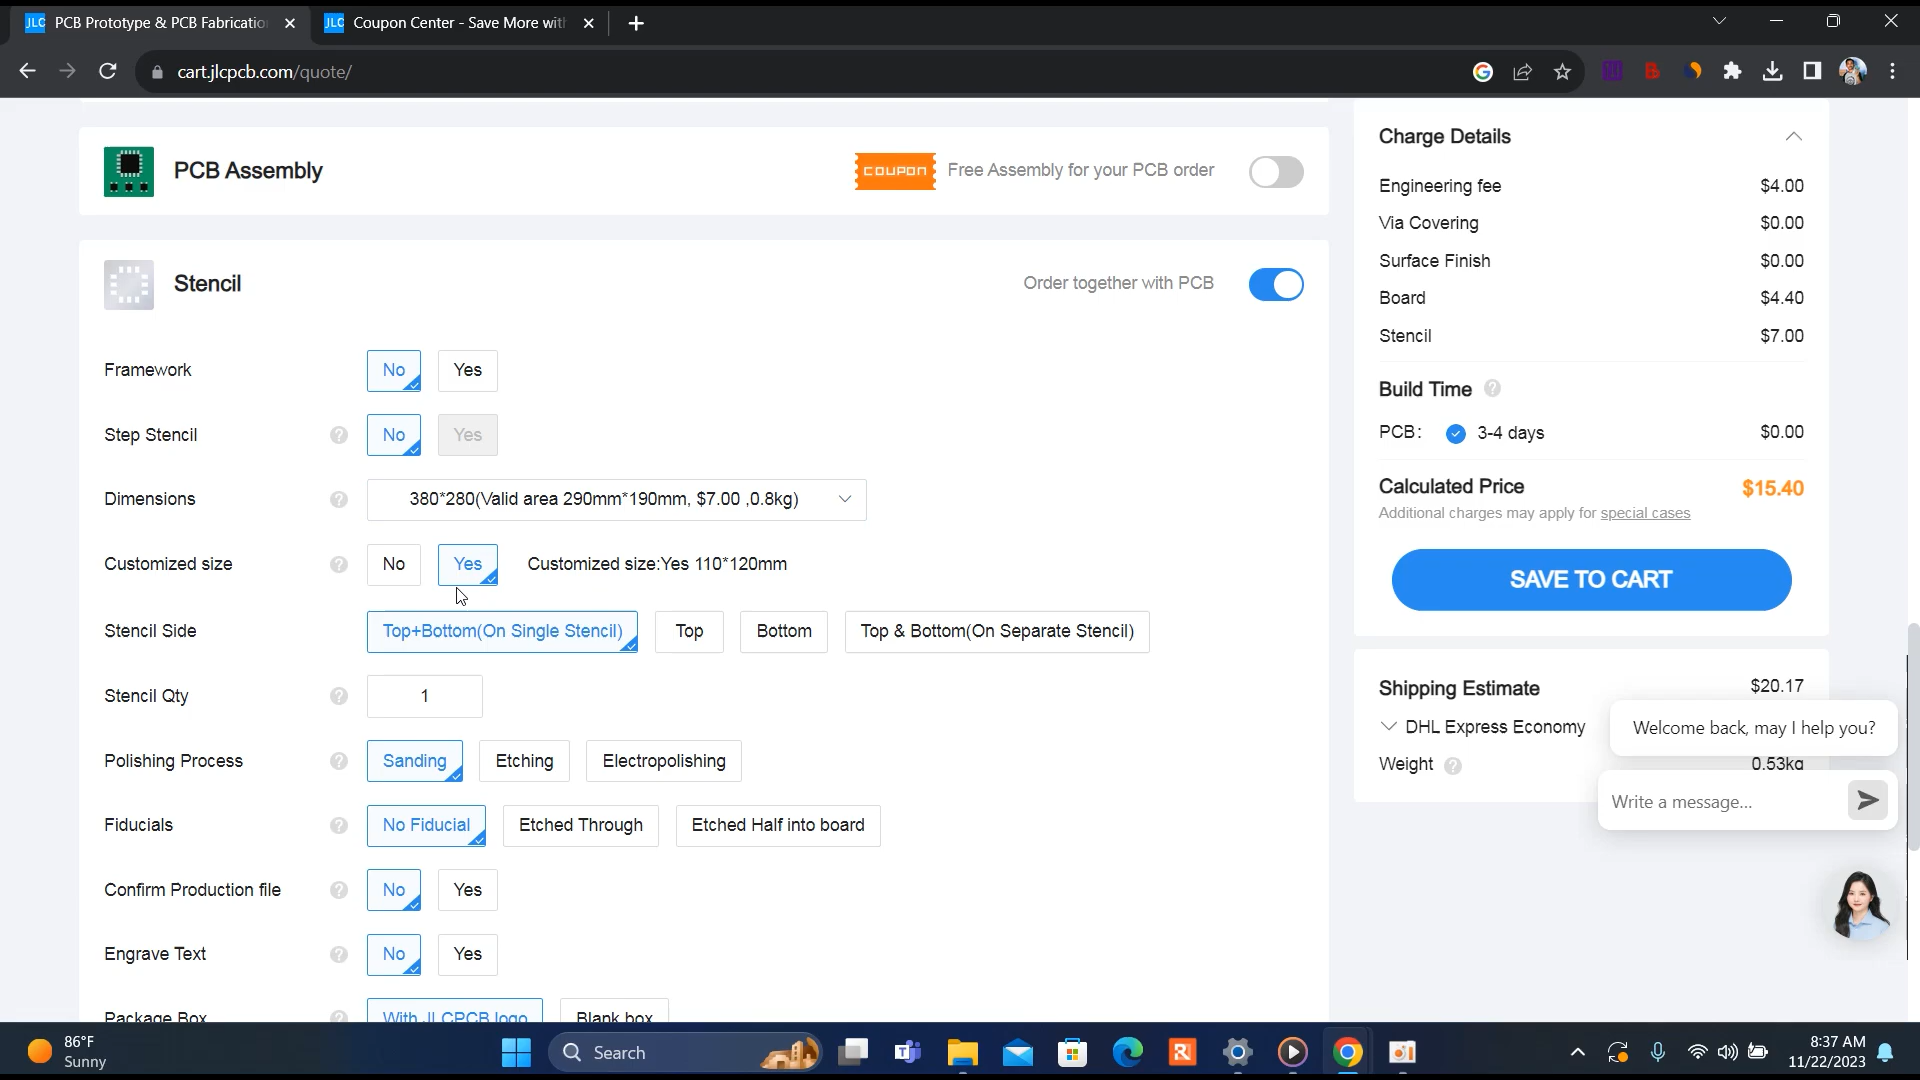 JLC PCB Prototype & PCB Fabricatio
JLC Coupon Center - Save More with
cart.jlcpcb.com/quote/
PCB Assembly
COUPON
Free Assembly for your PCB order
Stencil
Order together with PCB
Framework
No
Yes
Step Stencil
?
No
Yes
Dimensions
?
380*280(Valid area 290mm*190mm, $7.00 ,0.8kg)
Customized size
?
No
Yes
Customized size:Yes 110*120mm
Stencil Side
Top+Bottom(On Single Stencil)
Top
Bottom
Top & Bottom(On Separate Stencil)
Stencil Qty
?
1
Polishing Process
?
Sanding
Etching
Electropolishing
Fiducials
?
No Fiducial
Etched Through
Etched Half into board
Confirm Production file
?
No
Yes
Engrave Text
?
No
Yes
Package Box
?
With JLCPCB logo
Blank box
Charge Details
Engineering fee $4.00
Via Covering $0.00
Surface Finish $0.00
Board $4.40
Stencil $7.00
Build Time ?
PCB: 3-4 days $0.00
Calculated Price $15.40
Additional charges may apply for special cases
SAVE TO CART
Shipping Estimate $20.17
DHL Express Economy
Weight ? 0.53kg
Welcome back, may I help you?
Write a message...
86°F
Sunny
Search
8:37 AM
11/22/2023